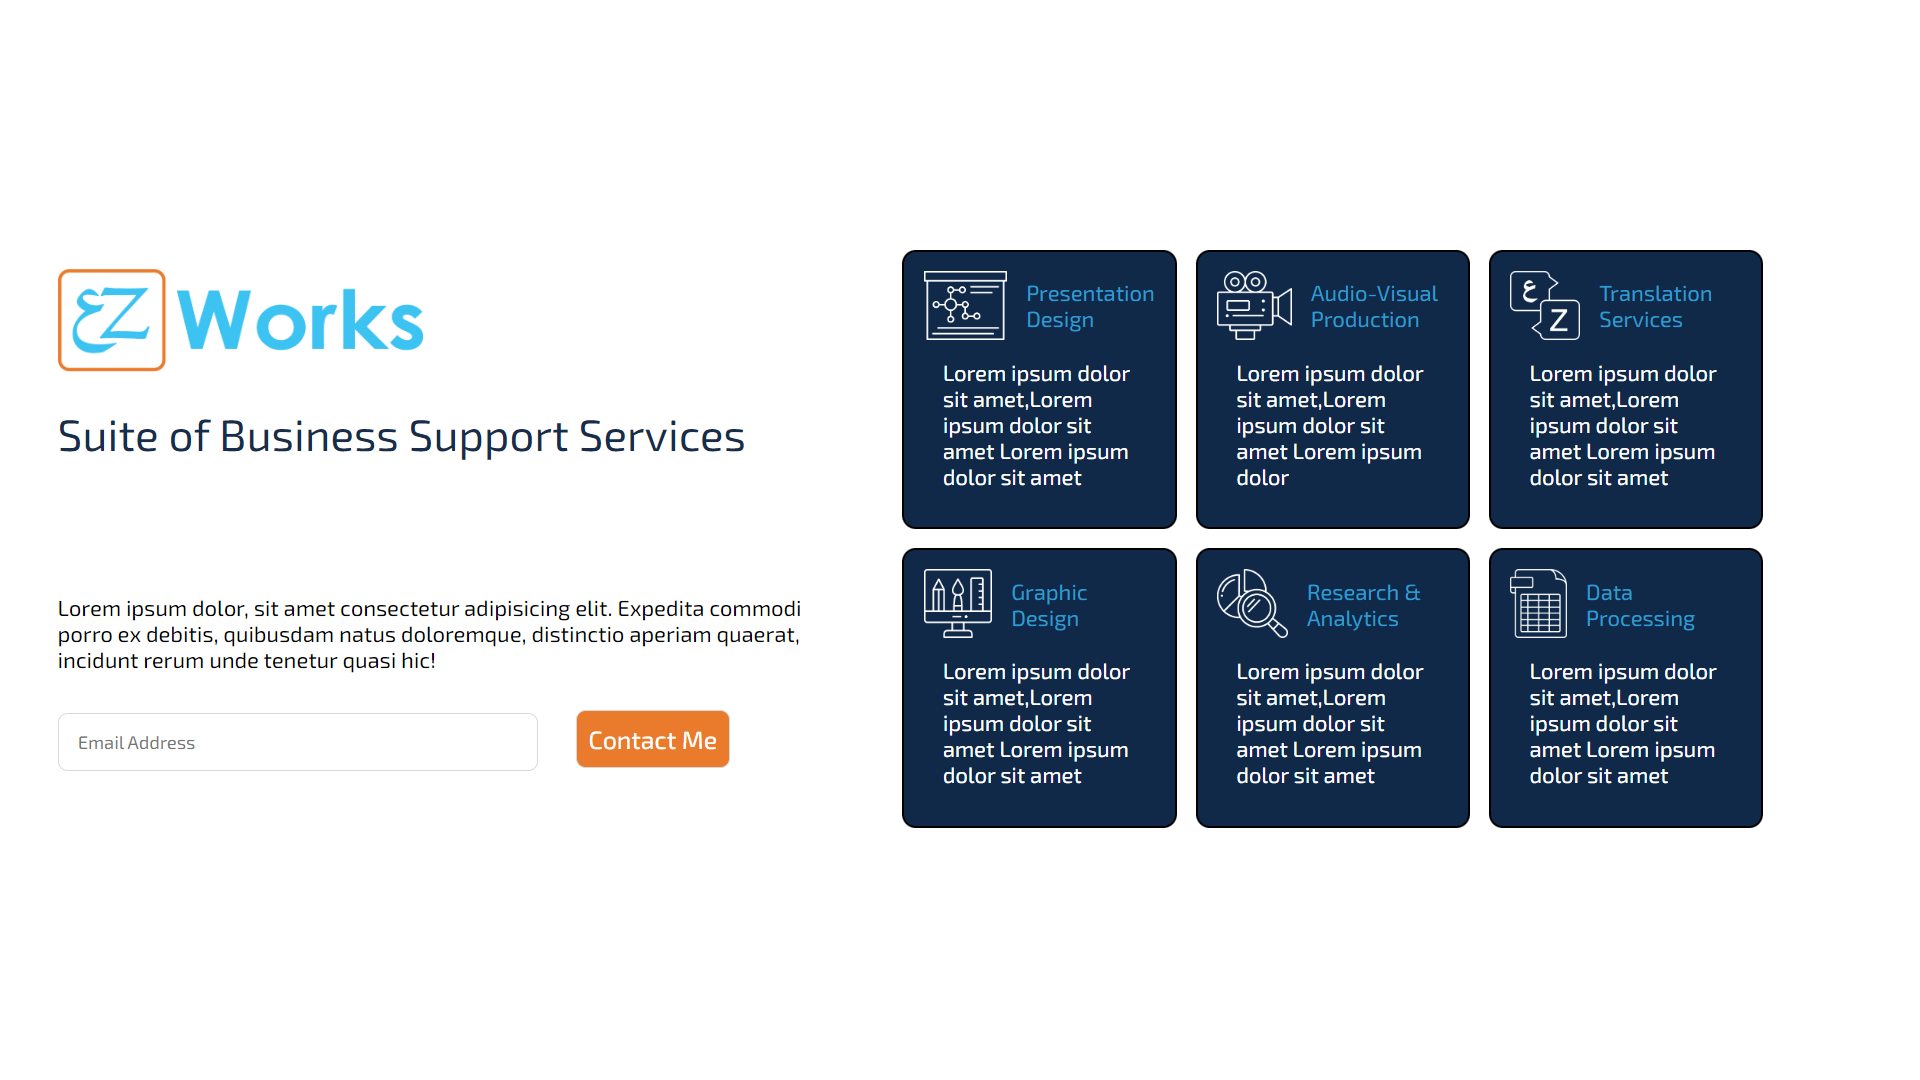 EZ Works
Suite of Business Support Services
Lorem ipsum dolor, sit amet consectetur adipisicing elit. Expedita commodi
porro ex debitis, quibusdam natus doloremque, distinctio aperiam quaerat,
incidunt rerum unde tenetur quasi hic!
Email Address
Contact Me
Presentation
Design
Lorem ipsum dolor
sit amet,Lorem
ipsum dolor sit
amet Lorem ipsum
dolor sit amet
Audio-Visual
Production
Lorem ipsum dolor
sit amet,Lorem
ipsum dolor sit
amet Lorem ipsum
dolor
ع
Z
Translation
Services
Lorem ipsum dolor
sit amet,Lorem
ipsum dolor sit
amet Lorem ipsum
dolor sit amet
Graphic
Design
Lorem ipsum dolor
sit amet,Lorem
ipsum dolor sit
amet Lorem ipsum
dolor sit amet
Research &
Analytics
Lorem ipsum dolor
sit amet,Lorem
ipsum dolor sit
amet Lorem ipsum
dolor sit amet
Data
Processing
Lorem ipsum dolor
sit amet,Lorem
ipsum dolor sit
amet Lorem ipsum
dolor sit amet